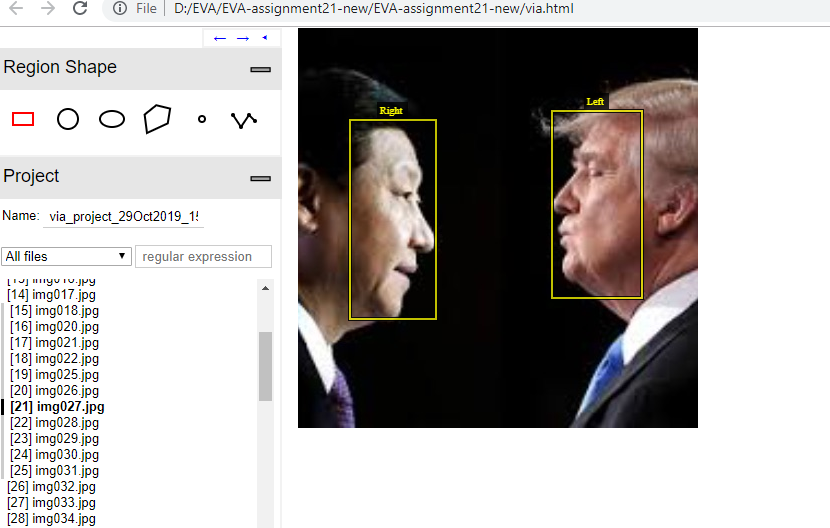 File | D:/EVA/EVA-assignment21-new/EVA-assignment21-new/via.html
Region Shape
Project
Name: via_project_29Oct2019_15
All files regular expression
[13] img016.jpg
[14] img017.jpg
[15] img018.jpg
[16] img020.jpg
[17] img021.jpg
[18] img022.jpg
[19] img025.jpg
[20] img026.jpg
[21] img027.jpg
[22] img028.jpg
[23] img029.jpg
[24] img030.jpg
[25] img031.jpg
[26] img032.jpg
[27] img033.jpg
[28] img034.jpg
Right
Left